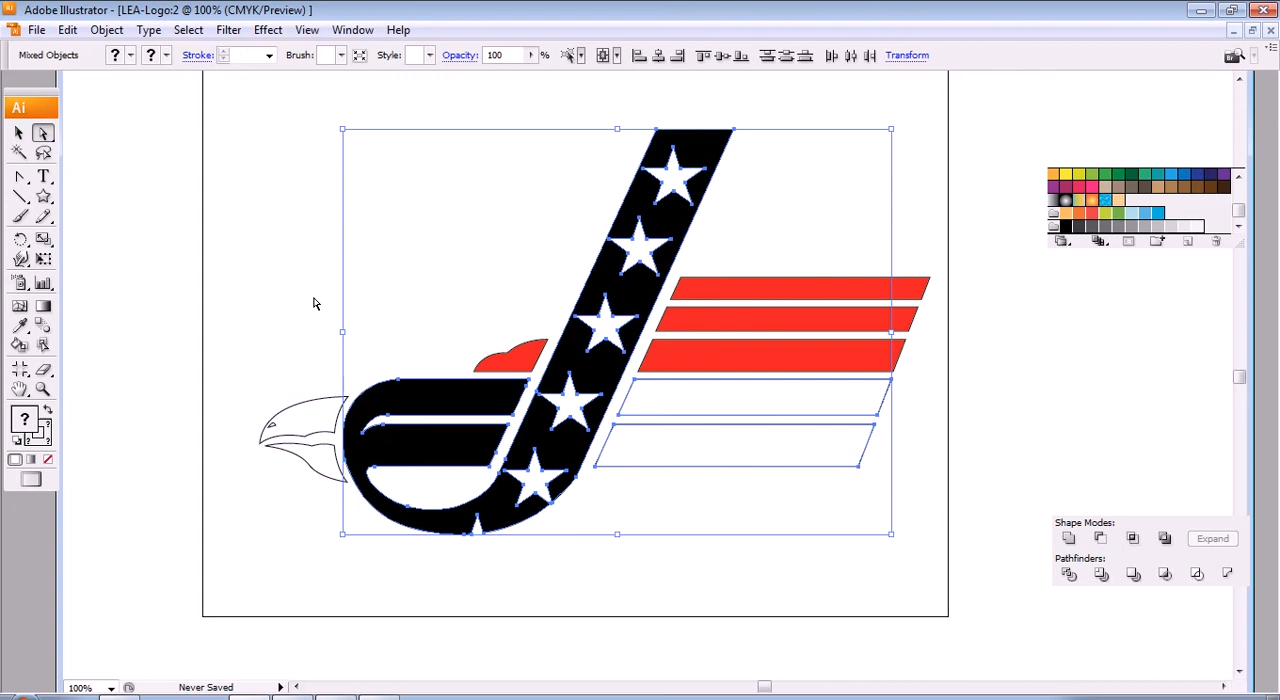 Adobe Illustrator - [LEA-Logo:2 @ 100% (CMYK/Preview) ]
File Edit Object Type Select Filter Effect View Window Help
Mixed Objects ? ? Stroke: Brush: Style: Opacity: 100 % Transform
Br
Ai
T
?
Shape Modes:
Expand
Pathfinders:
100% Never Saved